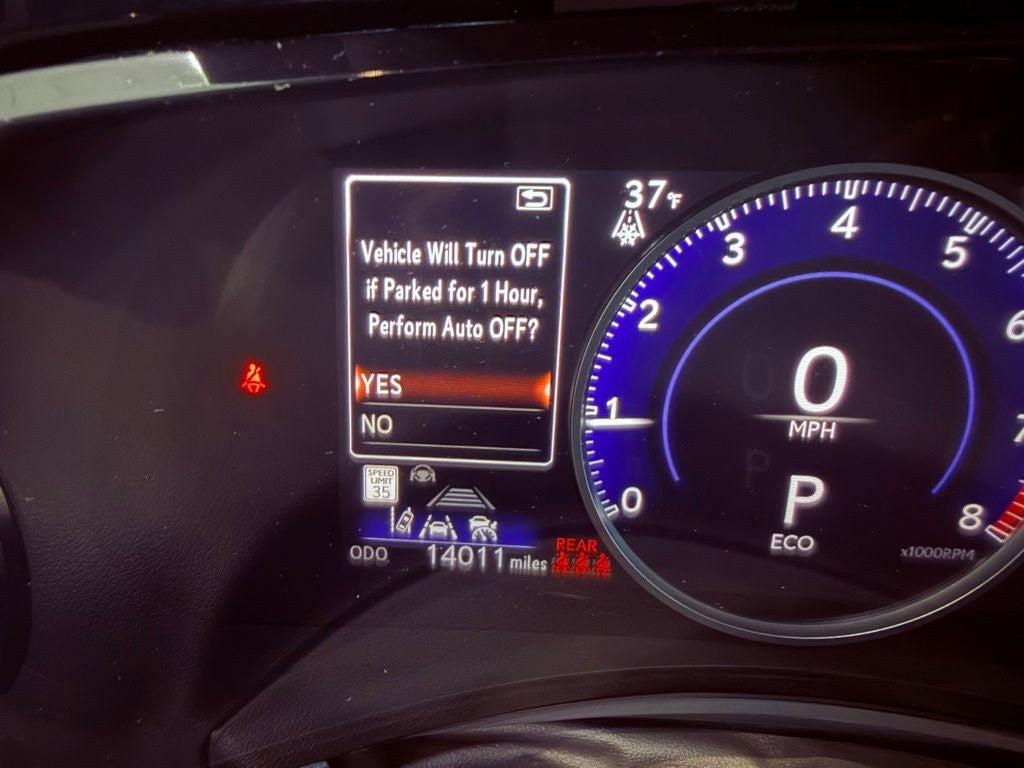 37°F
Vehicle Will Turn OFF
if Parked for 1 Hour,
Perform Auto OFF?
YES
NO
SPEED
LIMIT
35
ODO 14011 miles
REAR
0 1 2 3 4 5 6 7 8
x1000RPM
0
MPH
P
ECO